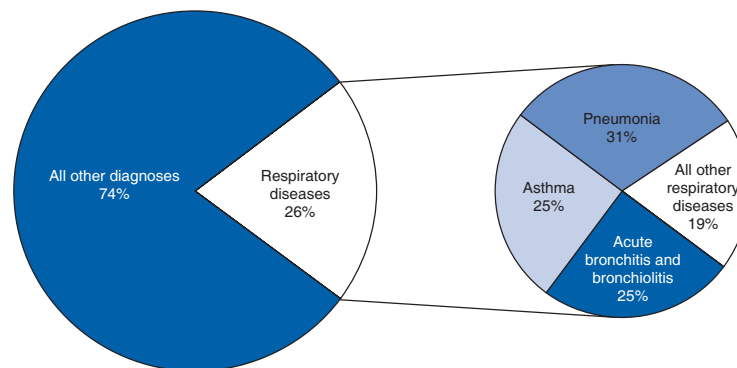 All other diagnoses
74%
Respiratory
diseases
26%
Pneumonia
31%
Asthma
25%
All other
respiratory
diseases
19%
Acute
bronchitis and
bronchiolitis
25%